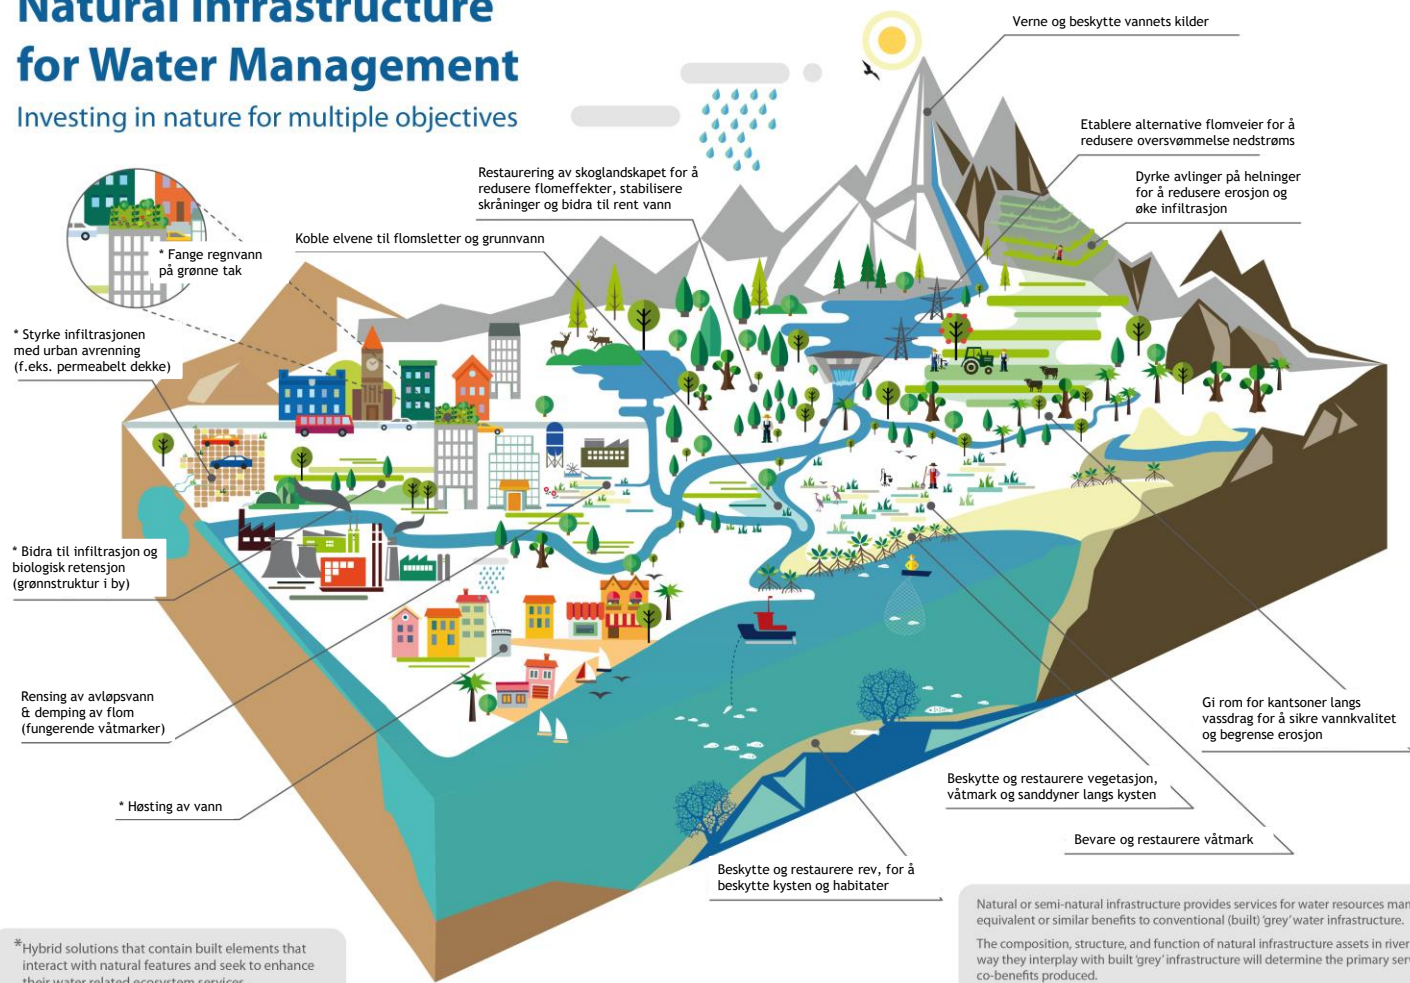 Natural Infrastructure
for Water Management
Investing in nature for multiple objectives
Verne og beskytte vannets kilder
Etablere alternative flomveier for å
redusere oversvømmelse nedstrøms
Restaurering av skoglandskapet for å
redusere flomeffekter, stabilisere
skråninger og bidra til rent vann
Dyrke avlinger på helninger
for å redusere erosjon og
øke infiltrasjon
Koble elvene til flomsletter og grunnvann
* Fange regnvann
på grønne tak
* Styrke infiltrasjonen
med urban avrenning
(f.eks. permeabelt dekke)
* Bidra til infiltrasjon og
biologisk retensjon
(grønnstruktur i by)
Rensing av avløpsvann
& demping av flom
(fungerende våtmarker)
* Høsting av vann
Gi rom for kantsoner langs
vassdrag for å sikre vannkvalitet
og begrense erosjon
Beskytte og restaurere vegetasjon,
våtmark og sanddyner langs kysten
Bevare og restaurere våtmark
Beskytte og restaurere rev, for å
beskytte kysten og habitater
*Hybrid solutions that contain built elements that
interact with natural features and seek to enhance
their water related ecosystem services
Natural or semi-natural infrastructure provides services for water resources
equivalent or similar benefits to conventional (built) 'grey' water infrastructure.
The composition, structure, and function of natural infrastructure assets in river
way they interplay with built 'grey' infrastructure will determine the primary
co-benefits produced.